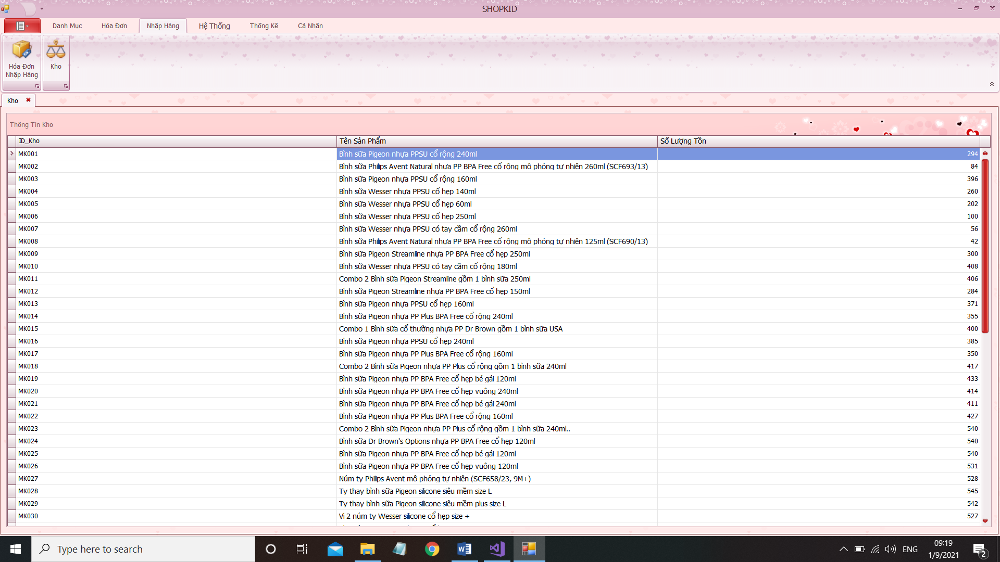 SHOPKID
Danh Mục Hóa Đơn Nhập Hàng Hệ Thống Thống Kê Cá Nhân
Hóa Đơn
Nhập Hàng
Kho
Kho
Thông Tin Kho
ID_Kho Tên Sản Phẩm Số Lượng Tồn
MK001 Bình sữa Pigeon nhựa PPSU cổ rộng 240ml 294
MK002 Bình sữa Philips Avent Natural nhựa PP BPA Free cổ rộng mô phỏng tự nhiên 260ml (SCF693/13) 84
MK003 Bình sữa Pigeon nhựa PPSU cổ rộng 160ml 396
MK004 Bình sữa Wesser nhựa PPSU cổ hẹp 140ml 260
MK005 Bình sữa Wesser nhựa PPSU cổ hẹp 60ml 202
MK006 Bình sữa Wesser nhựa PPSU cổ hẹp 250ml 100
MK007 Bình sữa Wesser nhựa PPSU có tay cầm cổ rộng 260ml 56
MK008 Bình sữa Philips Avent Natural nhựa PP BPA Free cổ rộng mô phỏng tự nhiên 125ml (SCF690/13) 42
MK009 Bình sữa Pigeon Streamline nhựa PP BPA Free cổ hẹp 250ml 300
MK010 Bình sữa Wesser nhựa PPSU có tay cầm cổ rộng 180ml 408
MK011 Combo 2 Bình sữa Pigeon Streamline gồm 1 bình sữa 250ml 406
MK012 Bình sữa Pigeon Streamline nhựa PP BPA Free cổ hẹp 150ml 284
MK013 Bình sữa Pigeon nhựa PPSU cổ hẹp 160ml 371
MK014 Bình sữa Pigeon nhựa PP Plus BPA Free cổ rộng 240ml 355
MK015 Combo 1 Bình sữa cổ thường nhựa PP Dr Brown gồm 1 bình sữa USA 400
MK016 Bình sữa Pigeon nhựa PPSU cổ hẹp 240ml 385
MK017 Bình sữa Pigeon nhựa PP Plus BPA Free cổ rộng 160ml 350
MK018 Combo 2 Bình sữa Pigeon nhựa PP Plus cổ rộng gồm 1 bình sữa 240ml 417
MK019 Bình sữa Pigeon nhựa PP BPA Free cổ hẹp bé gái 120ml 433
MK020 Bình sữa Pigeon nhựa PP BPA Free cổ hẹp vuông 240ml 414
MK021 Bình sữa Pigeon nhựa PP BPA Free cổ hẹp bé gái 240ml 411
MK022 Bình sữa Pigeon nhựa PP Plus BPA Free cổ rộng 160ml 427
MK023 Combo 2 Bình sữa Pigeon nhựa PP Plus cổ rộng gồm 1 bình sữa 240ml.. 540
MK024 Bình sữa Dr Brown's Options nhựa PP BPA Free cổ hẹp 120ml 540
MK025 Bình sữa Pigeon nhựa PP BPA Free cổ hẹp bé gái 120ml 540
MK026 Bình sữa Pigeon nhựa PP BPA Free cổ hẹp vuông 120ml 531
MK027 Núm ty Philips Avent mô phỏng tự nhiên (SCF658/23, 9M+) 528
MK028 Ty thay bình sữa Pigeon silicone siêu mềm size L 545
MK029 Ty thay bình sữa Pigeon silicone siêu mềm plus size L 542
MK030 Vỉ 2 núm ty Wesser silicone cổ hẹp size + 527
Type here to search
ENG
09:19
1/9/2021
2